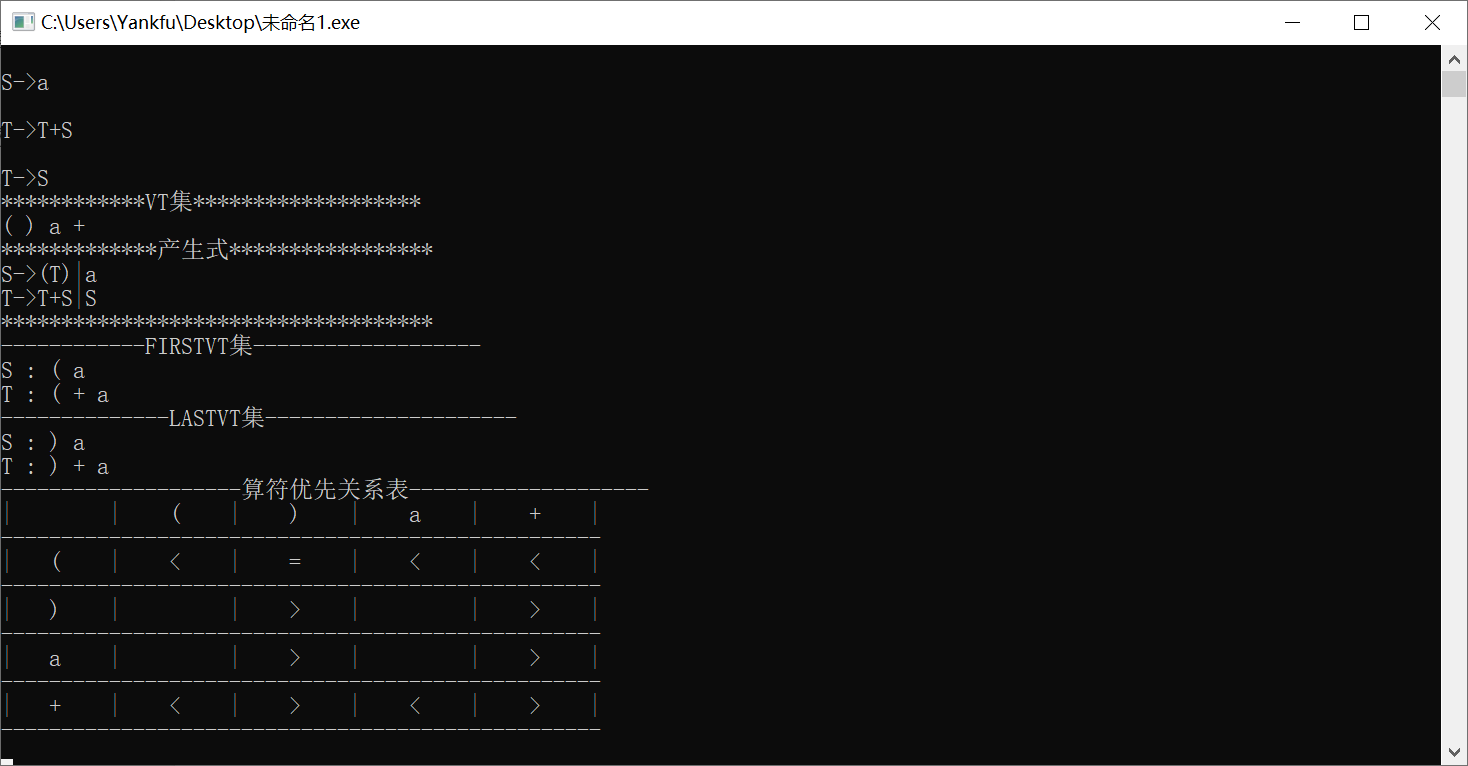 C:\Users\Yankfu\Desktop\未命名1.exe
S->a
T->T+S
T->S
************VT集*******************
( ) a +
*************产生式*****************
S->(T)|a
T->T+S|S
************************************
------------FIRSTVT集-------------------
S : ( a
T : ( + a
--------------LASTVT集---------------------
S : ) a
T : ) + a
--------------------算符优先关系表--------------------
|        |    (    |    )    |    a    |    +    |
--------------------------------------------------
|    (    |    <    |    =    |    <    |    <    |
--------------------------------------------------
|    )    |         |    >    |         |    >    |
--------------------------------------------------
|    a    |         |    >    |         |    >    |
--------------------------------------------------
|    +    |    <    |    >    |    <    |    >    |
--------------------------------------------------